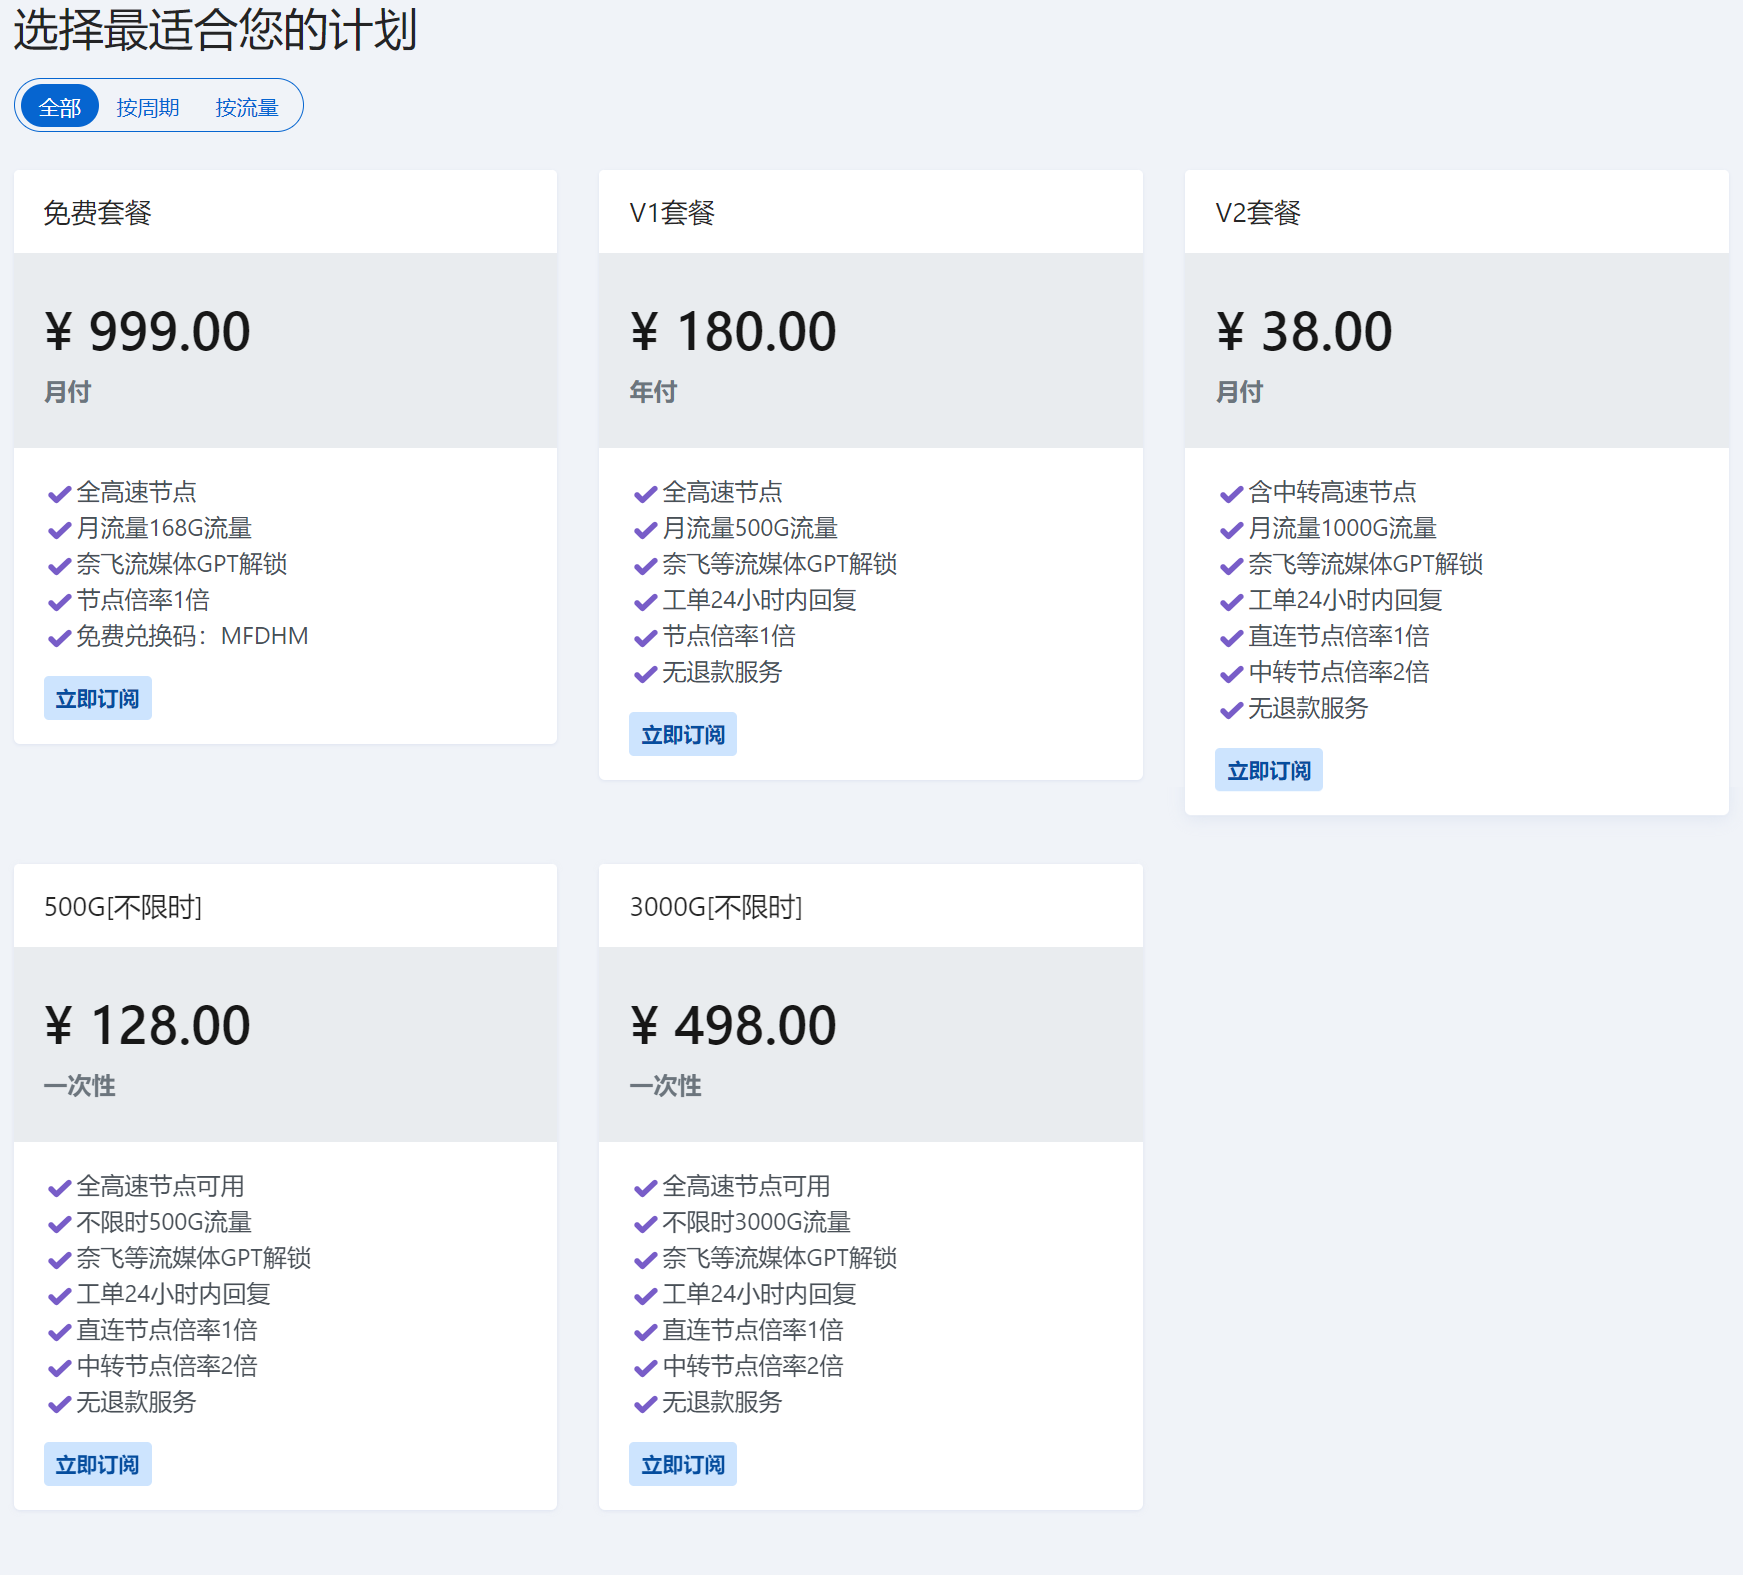 选择最适合您的计划
全部 按周期 按流量
免费套餐
¥ 999.00
月付
全高速节点
月流量168G流量
奈飞流媒体GPT解锁
节点倍率1倍
免费兑换码：MFDHM
立即订阅
V1套餐
¥ 180.00
年付
全高速节点
月流量500G流量
奈飞等流媒体GPT解锁
工单24小时内回复
节点倍率1倍
无退款服务
立即订阅
V2套餐
¥ 38.00
月付
含中转高速节点
月流量1000G流量
奈飞等流媒体GPT解锁
工单24小时内回复
直连节点倍率1倍
中转节点倍率2倍
无退款服务
立即订阅
500G[不限时]
¥ 128.00
一次性
全高速节点可用
不限时500G流量
奈飞等流媒体GPT解锁
工单24小时内回复
直连节点倍率1倍
中转节点倍率2倍
无退款服务
立即订阅
3000G[不限时]
¥ 498.00
一次性
全高速节点可用
不限时3000G流量
奈飞等流媒体GPT解锁
工单24小时内回复
直连节点倍率1倍
中转节点倍率2倍
无退款服务
立即订阅